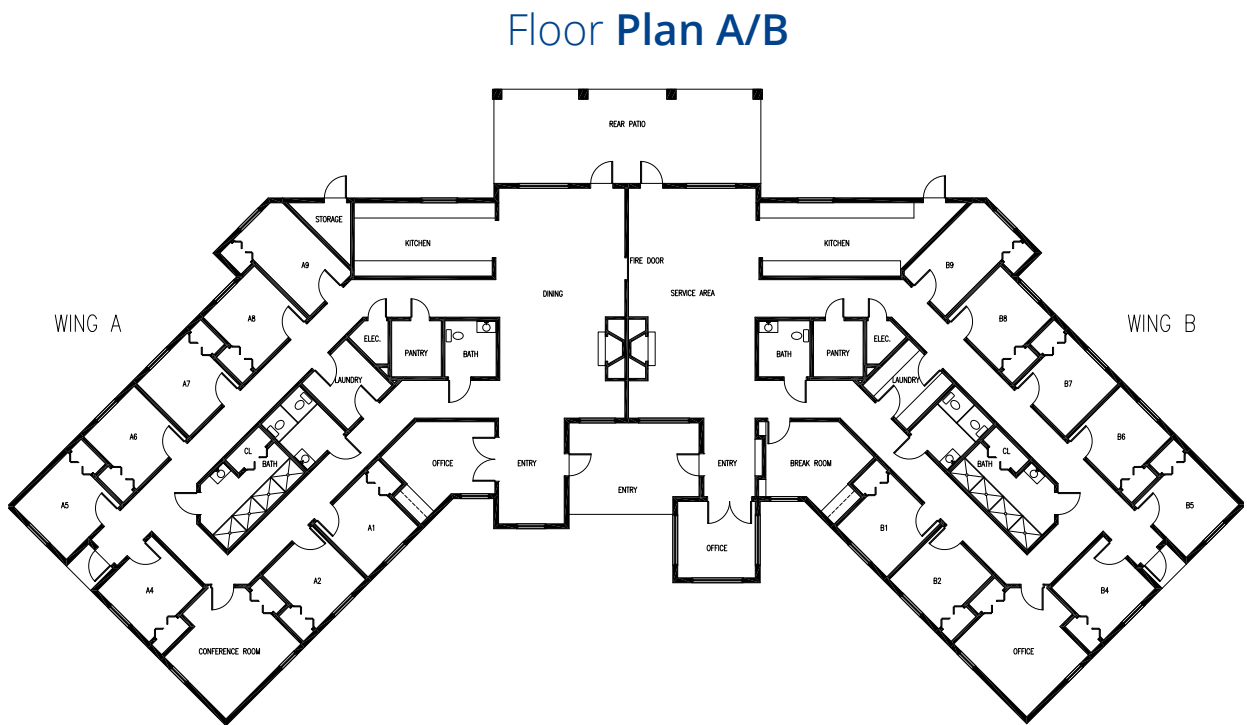 Floor Plan A/B
REAR PATIO
STORAGE
KITCHEN
KITCHEN
A9
FIRE DOOR
B9
DINING
SERVICE AREA
WING A
A8
B8
WING B
ELEC.
PANTRY
BATH
BATH
PANTRY
ELEC.
A7
LAUNDRY
LAUNDRY
B7
A6
B6
CL
BATH
OFFICE
ENTRY
ENTRY
ENTRY
BREAK ROOM
BATH
CL
A5
A1
B1
B5
OFFICE
A4
A2
B2
B4
CONFERENCE ROOM
OFFICE